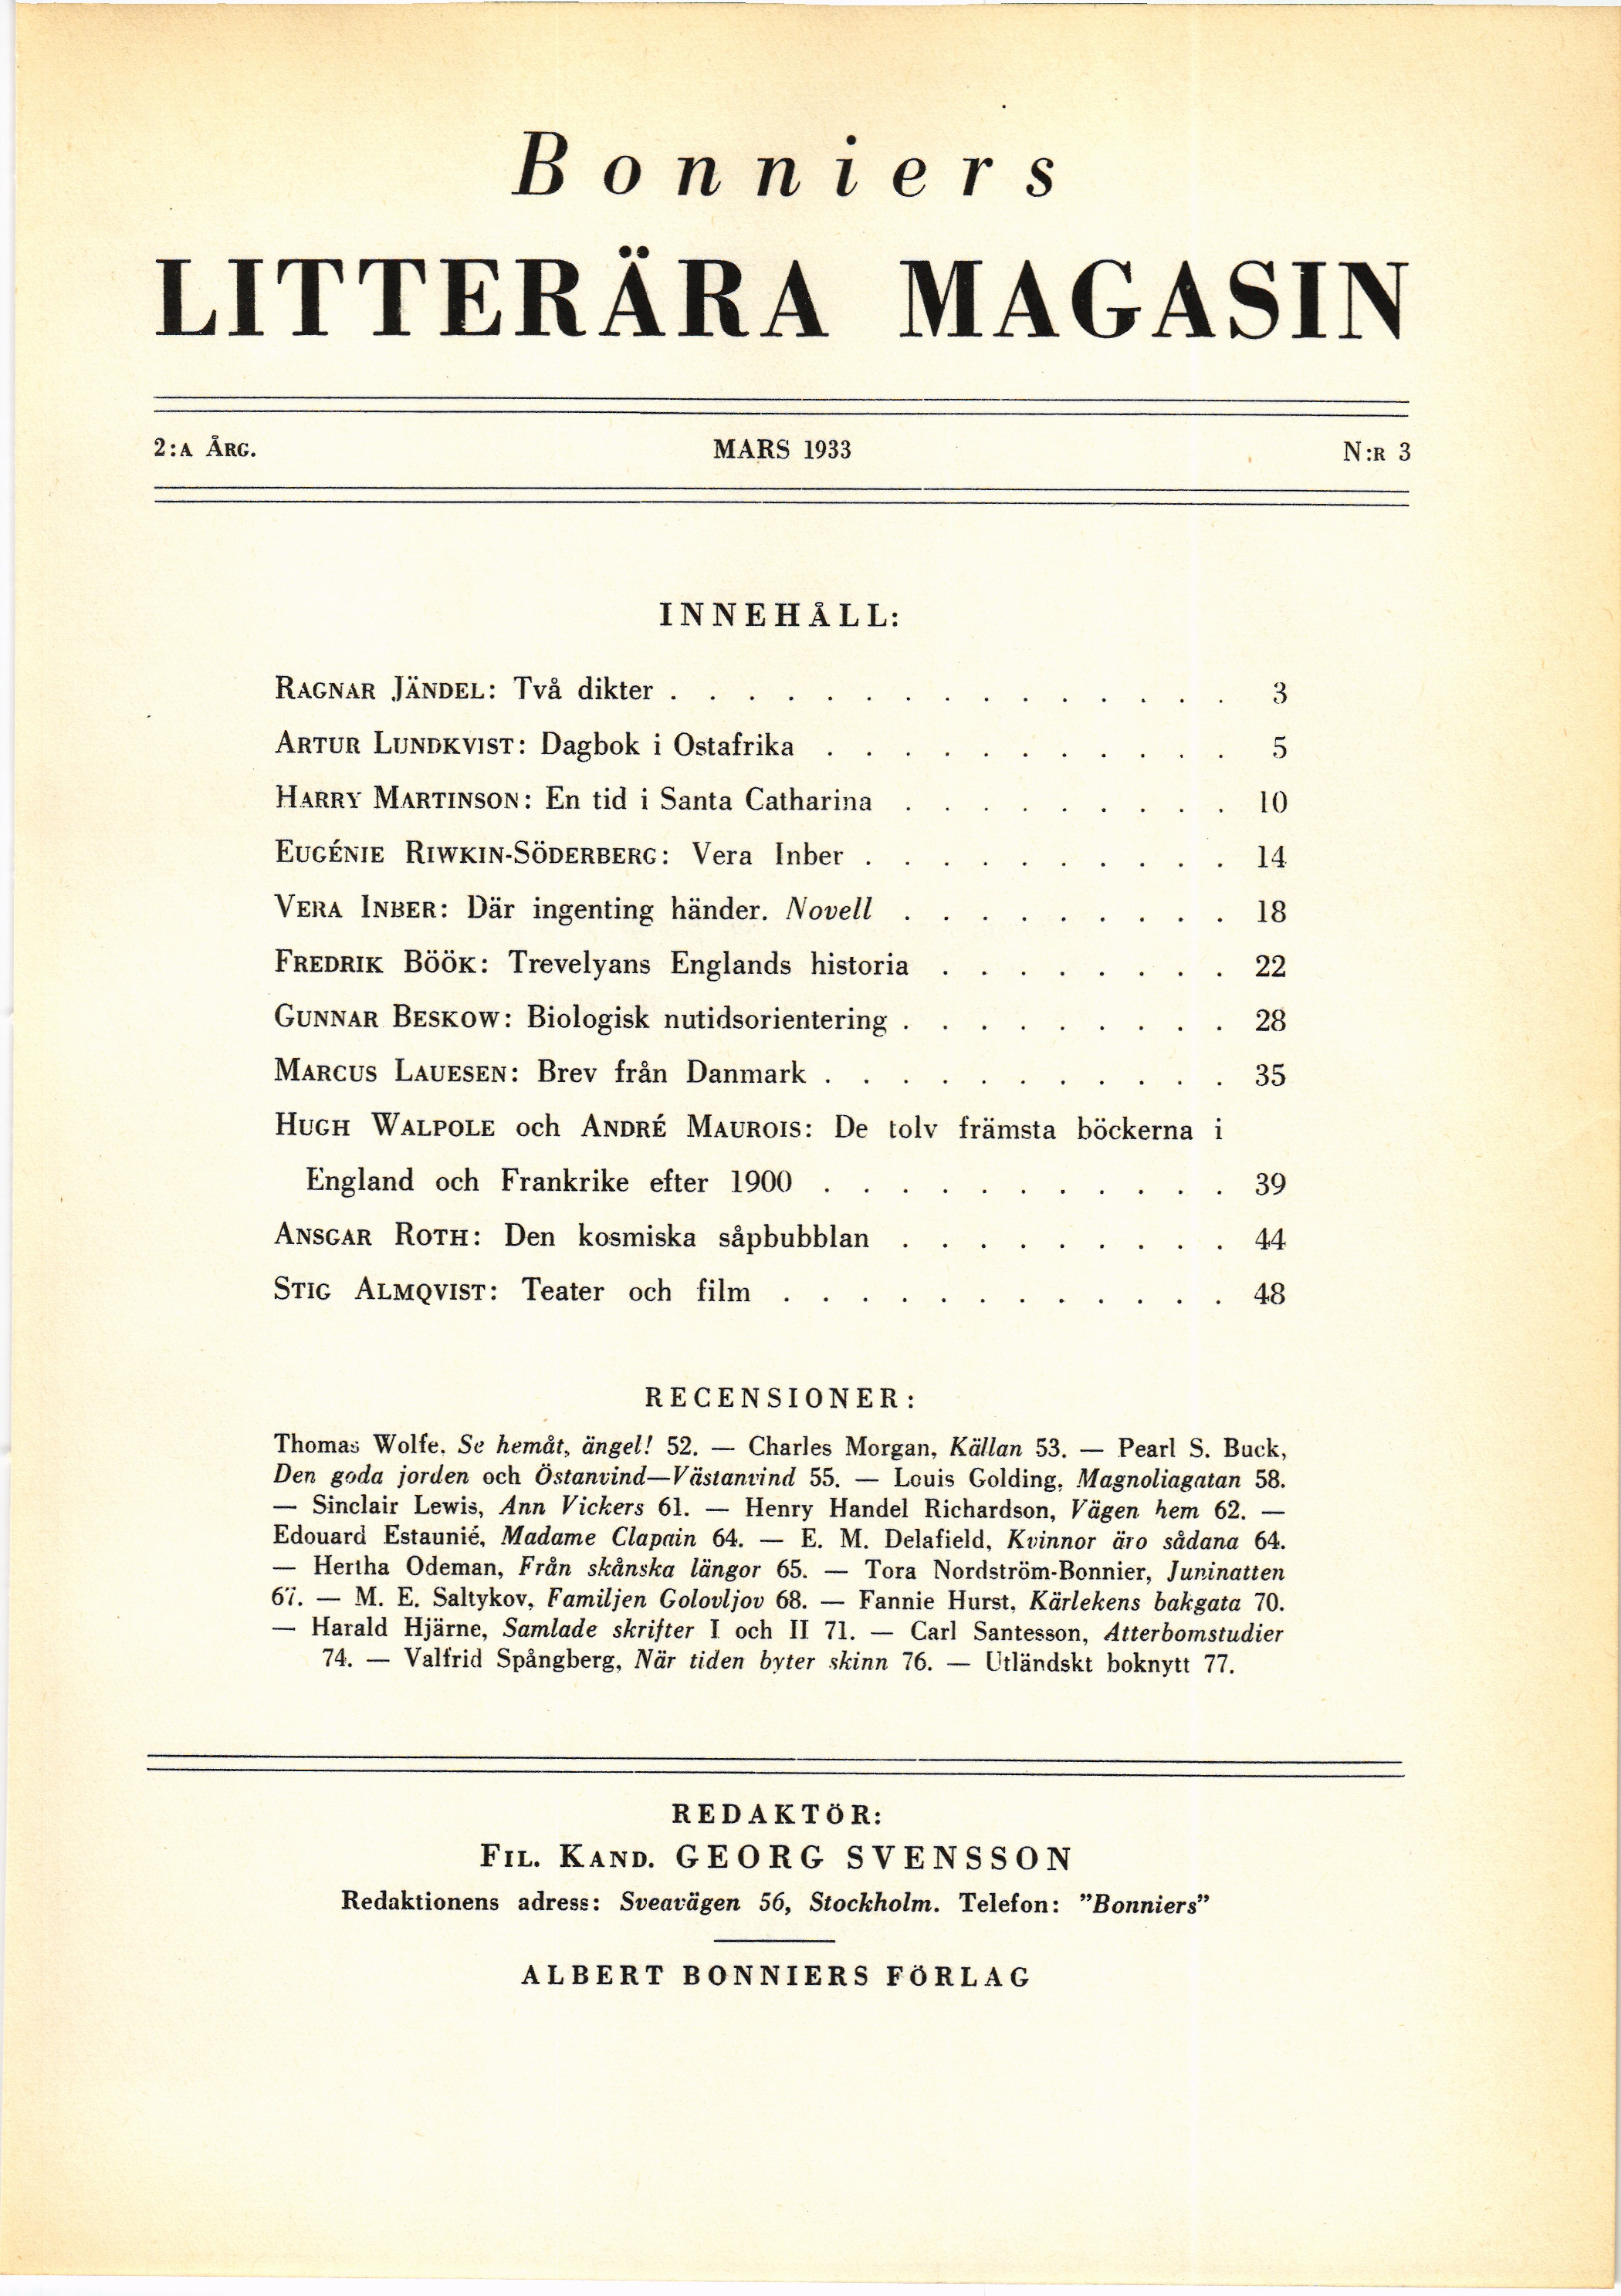 Bonniers
LITTERÄRA MAGASIN
2:A ÅRG. MARS 1933 N:R 3
INNEHÅLL:
RAGNAR JÄNDEL: Två dikter . . . . . . . . . . . . . . . 3
ARTUR LUNDKVIST: Dagbok i Ostafrika . . . . . . . . . . . 5
HARRY MARTINSON: En tid i Santa Catharina . . . . . . . . . 10
EUGÉNIE RIWKIN-SÖDERBERG: Vera Inber . . . . . . . . . . 14
VERA INBER: Där ingenting händer. Novell . . . . . . . . . 18
FREDRIK BÖÖK: Trevelyans Englands historia . . . . . . . . 22
GUNNAR BESKOW: Biologisk nutidsorientering . . . . . . . . . 28
MARCUS LAUESEN: Brev från Danmark . . . . . . . . . . . 35
HUGH WALPOLE och ANDRÉ MAUROIS: De tolv främsta böckerna i
England och Frankrike efter 1900 . . . . . . . . . . . 39
ANSGAR ROTH: Den kosmiska såpbubblan . . . . . . . . . 44
STIG ALMQVIST: Teater och film . . . . . . . . . . . . 48
RECENSIONER:
Thomas Wolfe, Se hemåt, ängel! 52. — Charles Morgan, Källan 53. — Pearl S. Buck,
Den goda jorden och Östanvind—Västanvind 55. — Louis Golding, Magnoliagatan 58.
— Sinclair Lewis, Ann Vickers 61. — Henry Handel Richardson, Vägen hem 62. —
Edouard Estaunié, Madame Clapain 64. — E. M. Delafield, Kvinnor äro sådana 64.
— Hertha Odeman, Från skånska längor 65. — Tora Nordström-Bonnier, Juninatten
67. — M. E. Saltykov, Familjen Golovljov 68. — Fannie Hurst, Kärlekens bakgata 70.
— Harald Hjärne, Samlade skrifter I och II 71. — Carl Santesson, Atterbomstudier
74. — Valfrid Spångberg, När tiden byter skinn 76. — Utländskt boknytt 77.
REDAKTÖR:
FIL. KAND. GEORG SVENSSON
Redaktionens adress: Sveavägen 56, Stockholm. Telefon: ”Bonniers”
ALBERT BONNIERS FÖRLAG